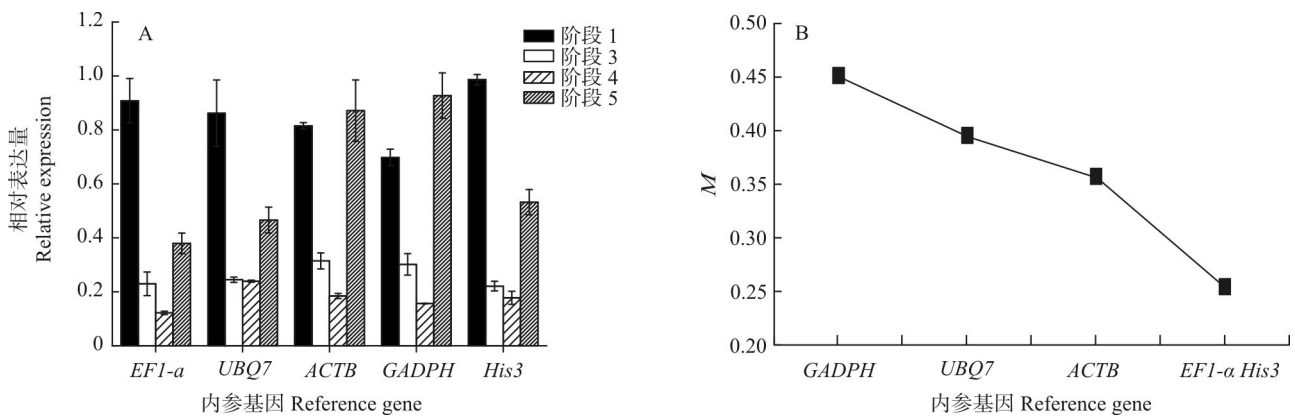 A
1.2
1.0
0.8
0.6
0.4
0.2
0
相对表达量
Relative expression
阶段 1
阶段 3
阶段 4
阶段 5
EF1-a UBQ7 ACTB GADPH His3
内参基因 Reference gene
B
0.50
0.45
0.40
0.35
0.30
0.25
0.20
M
GADPH UBQ7 ACTB EF1-α His3
内参基因 Reference gene